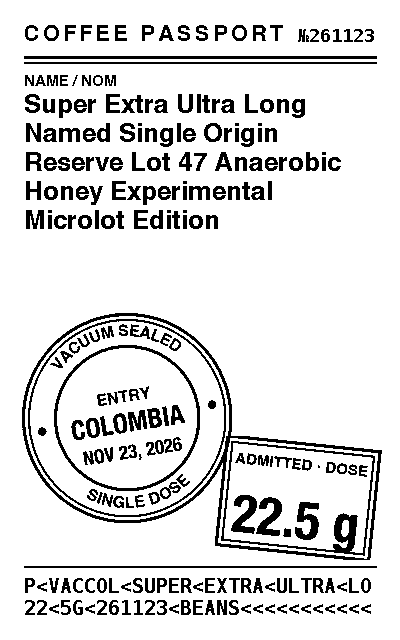 COFFEE PASSPORT №261123
NAME / NOM
Super Extra Ultra Long
Named Single Origin
Reserve Lot 47 Anaerobic
Honey Experimental
Microlot Edition
VACUUM SEALED
ENTRY
COLOMBIA
NOV 23, 2026
SINGLE DOSE
ADMITTED · DOSE
22.5 g
P<VACCOL<SUPER<EXTRA<ULTRA<LO
22<5G<261123<BEANS<<<<<<<<<<<